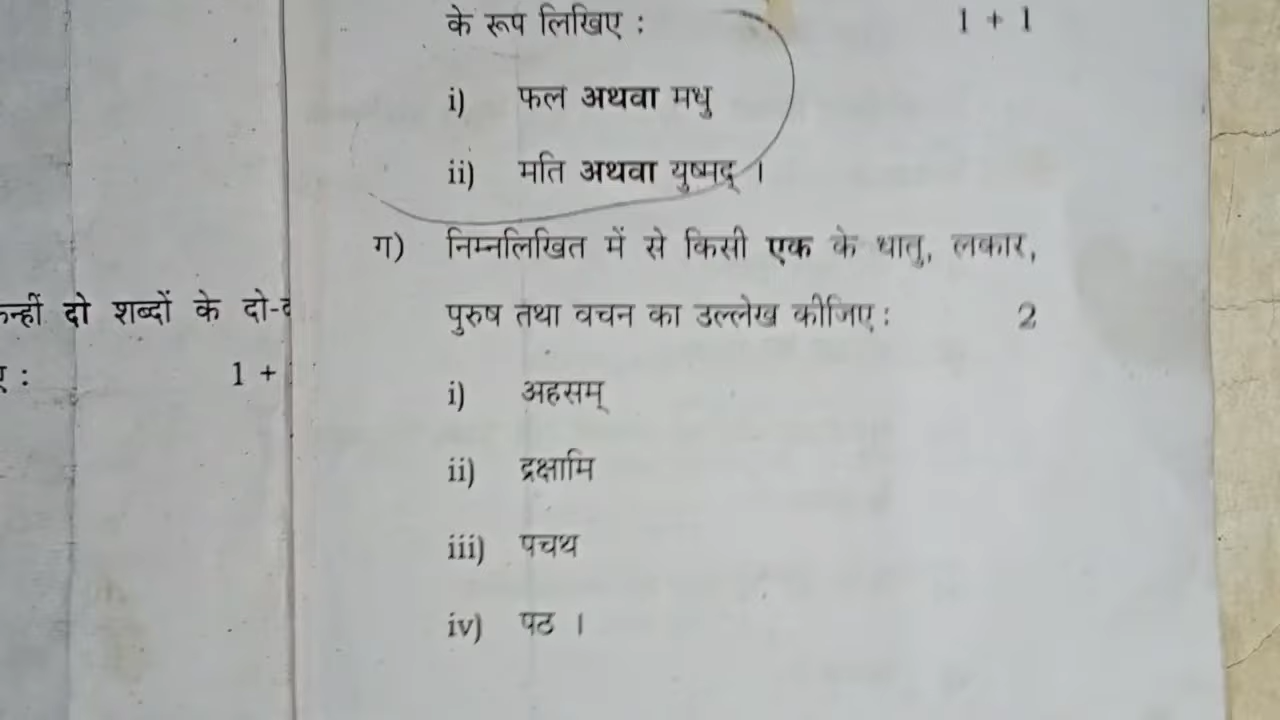 के रूप लिखिए : 1 + 1
i) फल अथवा मधु
ii) मति अथवा युष्मद् ।
ग) निम्नलिखित में से किसी एक के धातु, लकार,
पुरुष तथा वचन का उल्लेख कीजिए : 2
i) अहसम्
ii) द्रक्षामि
iii) पचथ
iv) पठ ।
दो शब्दों के
: 1 +